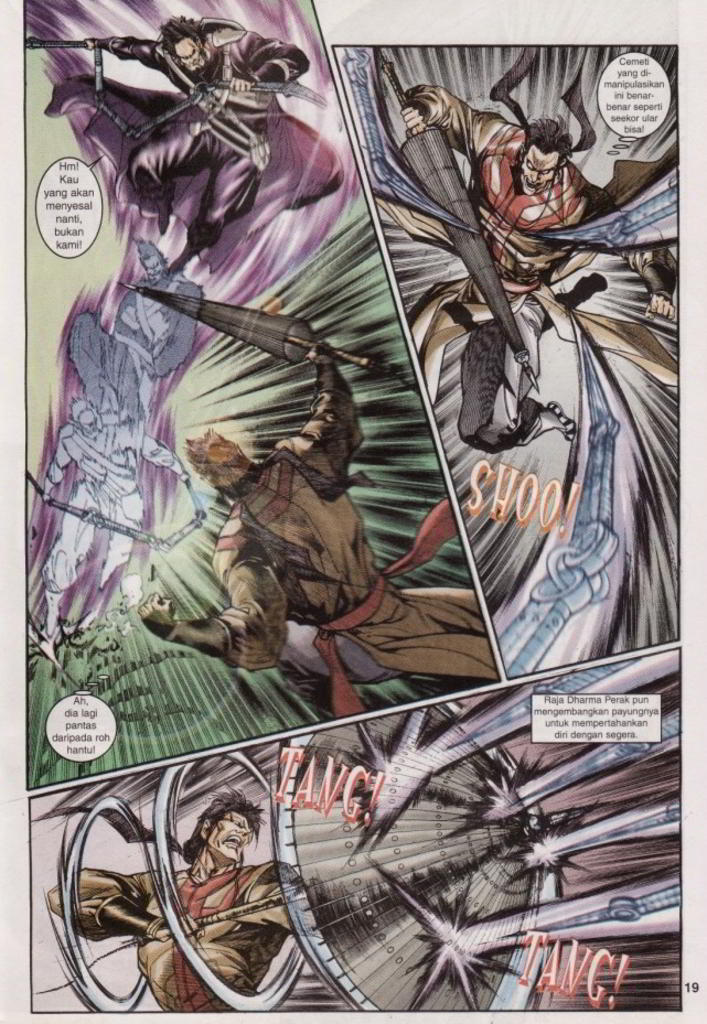 Hm!
Kau
yang akan
menyesal
nanti,
bukan
kami!
Ah,
dia lagi
pantas
daripada roh
hantu!
Cemeti
yang di-
manipulasikan
ini benar-
benar seperti
seekor ular
bisa!
SHOO!
Raja Dharma Perak pun
mengembangkan payungnya
untuk mempertahankan
diri dengan segera.
TANG!
TANG!
19